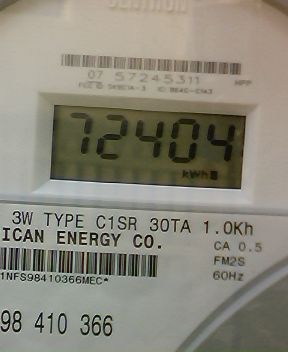 CENTRON
07 57245311
72404
kWh
3W TYPE C1SR 30TA 1.0Kh
ICAN ENERGY CO.
CA 0.5
FM2S
60Hz
1NFS98410366MEC*
98 410 366